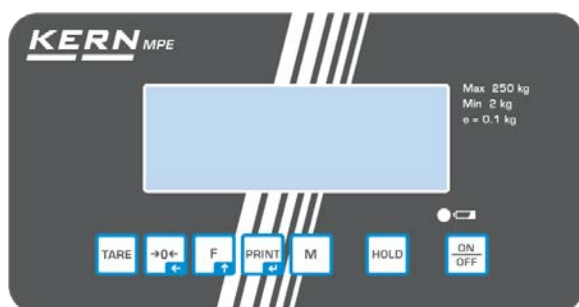 KERN MPE
Max 250 kg
Min 2 kg
e = 0.1 kg
TARE →0← F PRINT M HOLD ON
OFF